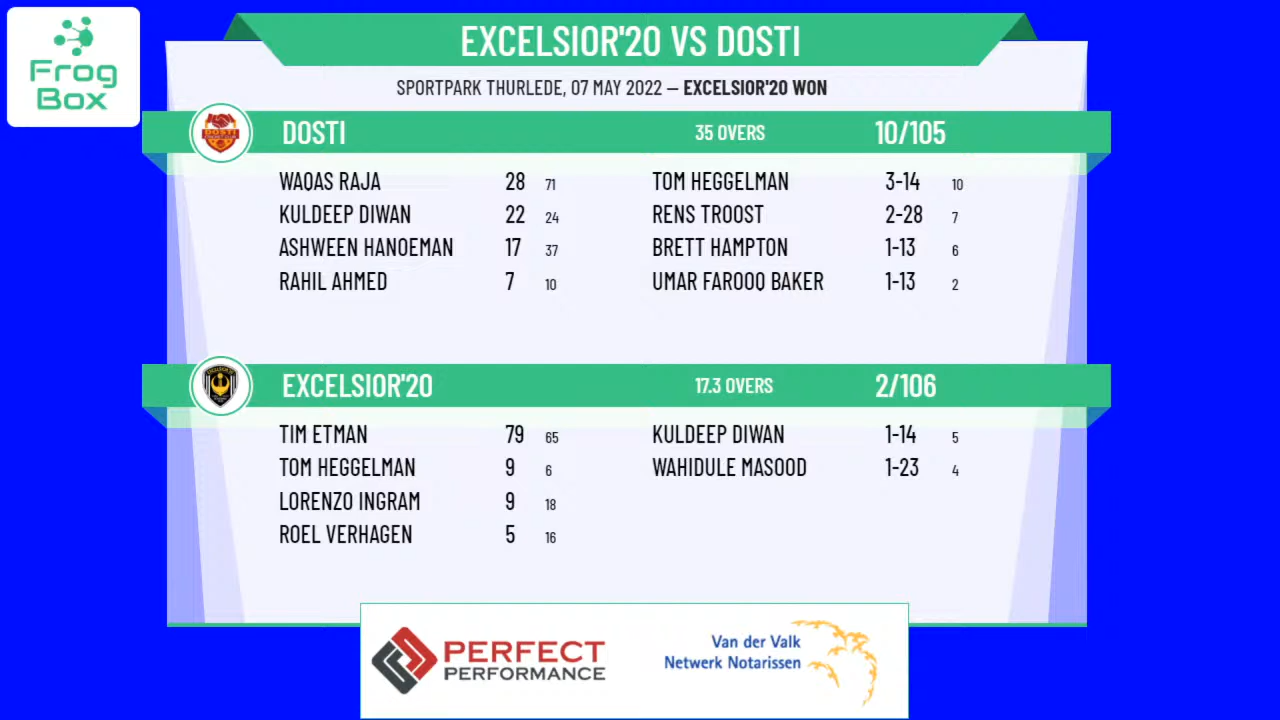 Frog
Box
EXCELSIOR'20 VS DOSTI
SPORTPARK THURLEDE, 07 MAY 2022 – EXCELSIOR'20 WON
DOSTI 35 OVERS 10/105
WAQAS RAJA 28 71 TOM HEGGELMAN 3-14 10
KULDEEP DIWAN 22 24 RENS TROOST 2-28 7
ASHWEEN HANOEMAN 17 37 BRETT HAMPTON 1-13 6
RAHIL AHMED 7 10 UMAR FAROOQ BAKER 1-13 2
EXCELSIOR'20 17.3 OVERS 2/106
TIM ETMAN 79 65 KULDEEP DIWAN 1-14 5
TOM HEGGELMAN 9 6 WAHIDULE MASOOD 1-23 4
LORENZO INGRAM 9 18
ROEL VERHAGEN 5 16
PERFECT
PERFORMANCE
Van der Valk
Netwerk Notarissen